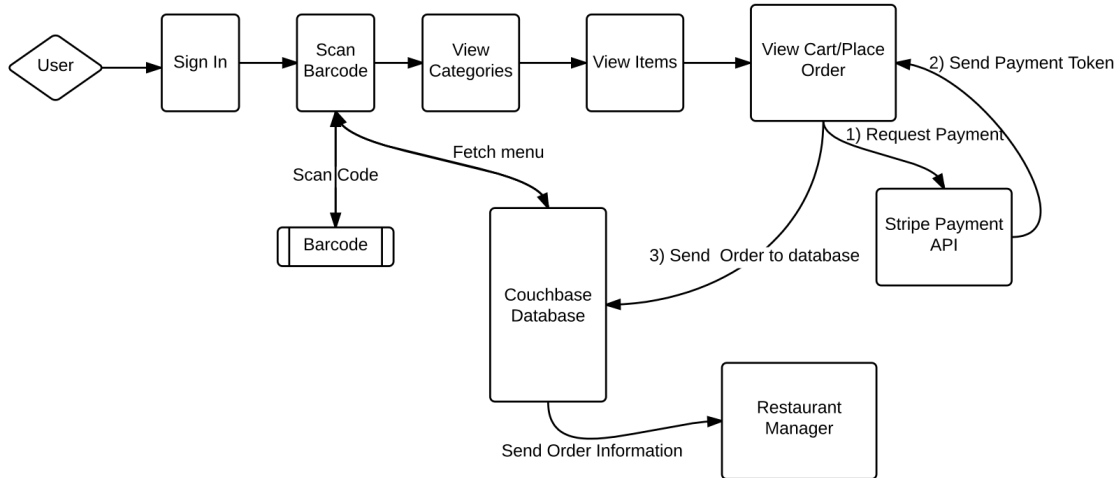 User
Sign In
Scan
Barcode
View
Categories
View Items
View Cart/Place
Order
2) Send Payment Token
1) Request Payment
Fetch menu
Scan Code
Barcode
Stripe Payment
API
3) Send  Order to database
Couchbase
Database
Restaurant
Manager
Send Order Information